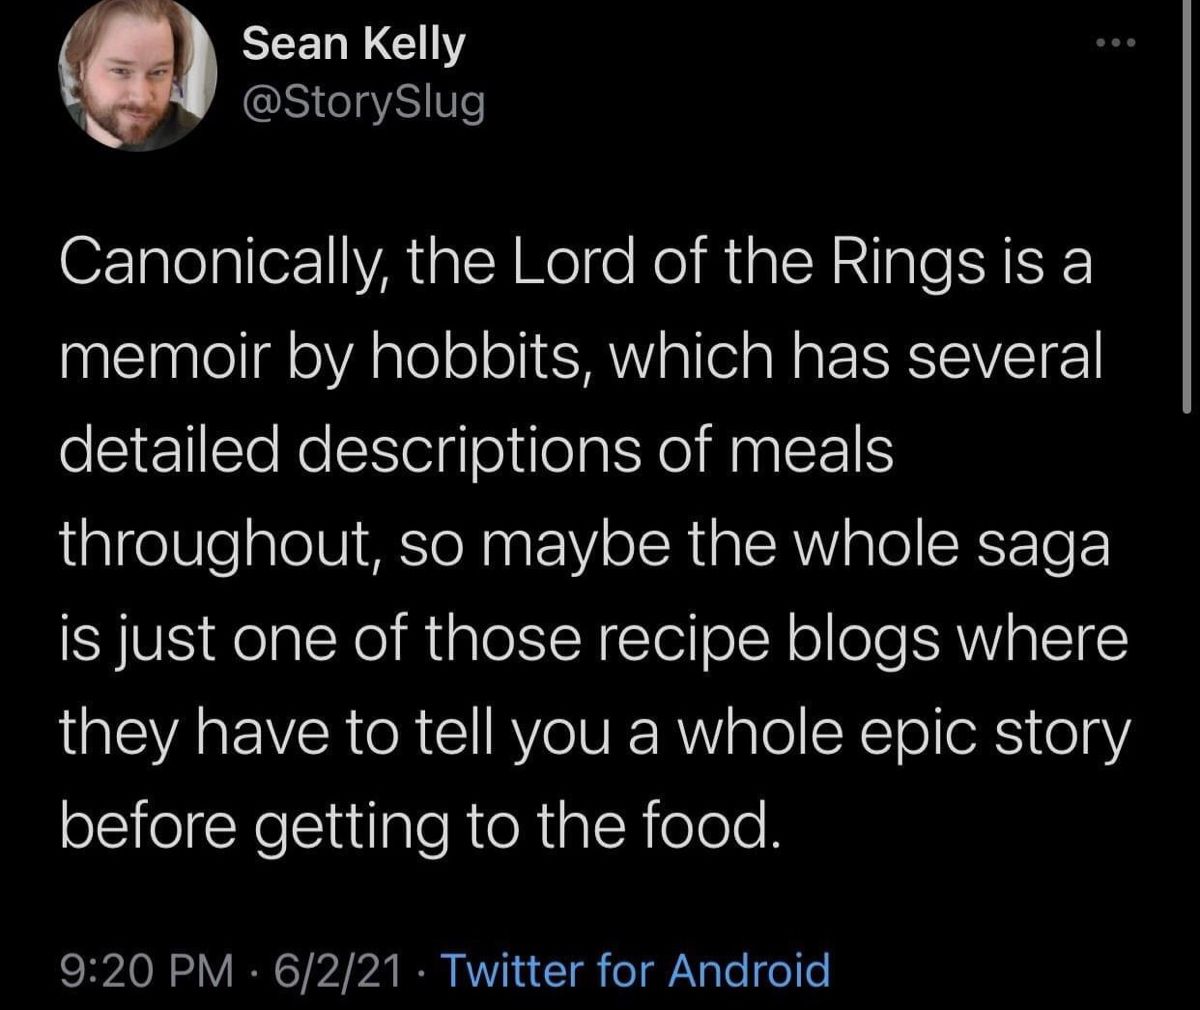 Sean Kelly
@StorySlug
Canonically, the Lord of the Rings is a
memoir by hobbits, which has several
detailed descriptions of meals
throughout, so maybe the whole saga
is just one of those recipe blogs where
they have to tell you a whole epic story
before getting to the food.
9:20 PM · 6/2/21 · Twitter for Android